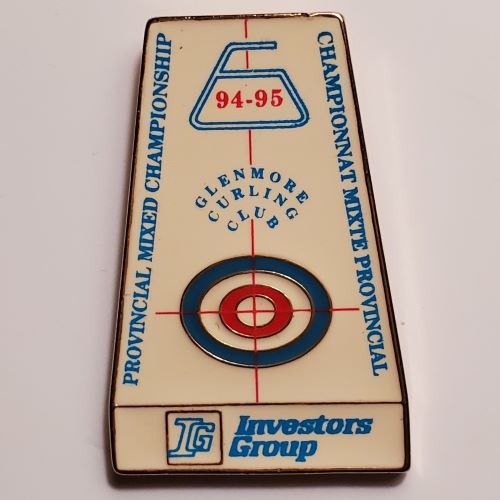 PROVINCIAL MIXED CHAMPIONSHIP
94-95
CHAMPIONNAT MIXTE PROVINCIAL
GLENMORE
CURLING
CLUB
IG
Investors
Group